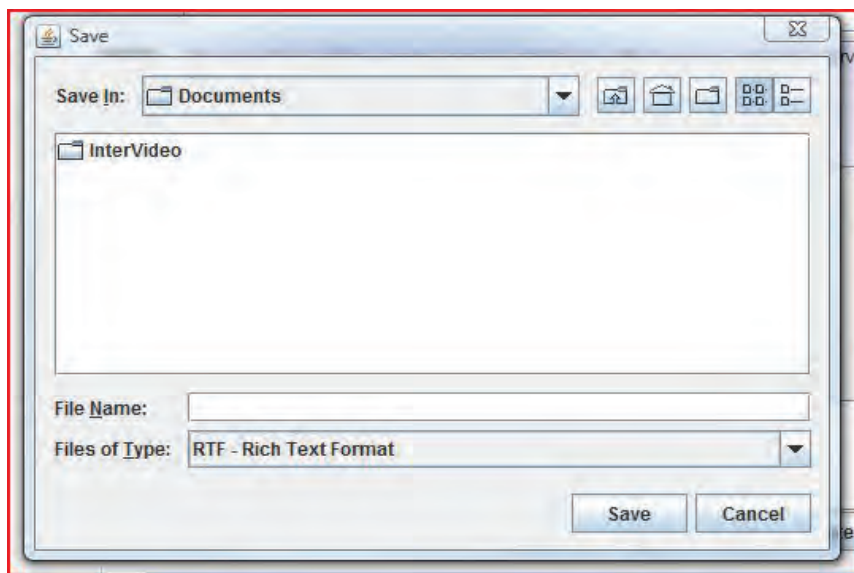 Save
Save In: Documents
InterVideo
File Name:
Files of Type: RTF - Rich Text Format
Save Cancel